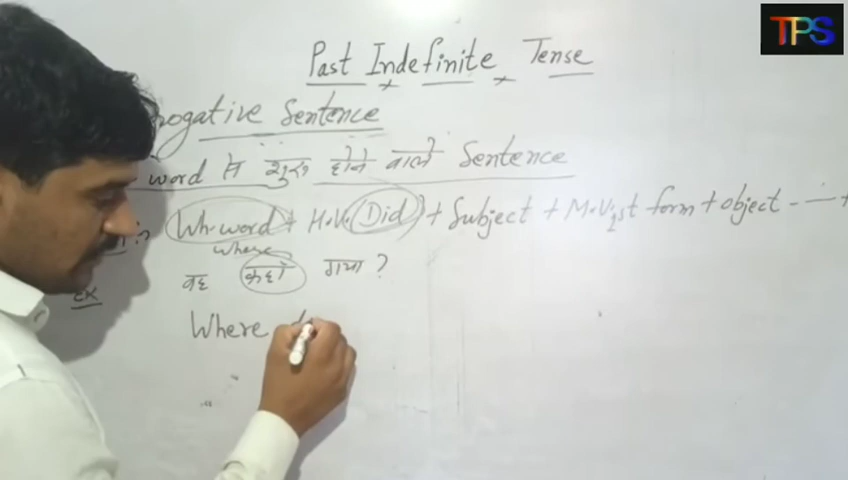 TPS
Past Indefinite Tense
rogative Sentence
word से शुरू होने वाले Sentence
Wh-word + H.V. (Did) + Subject + M.V. 1st form + object --- +
where
वह कहाँ गया ?
Ex
Where d